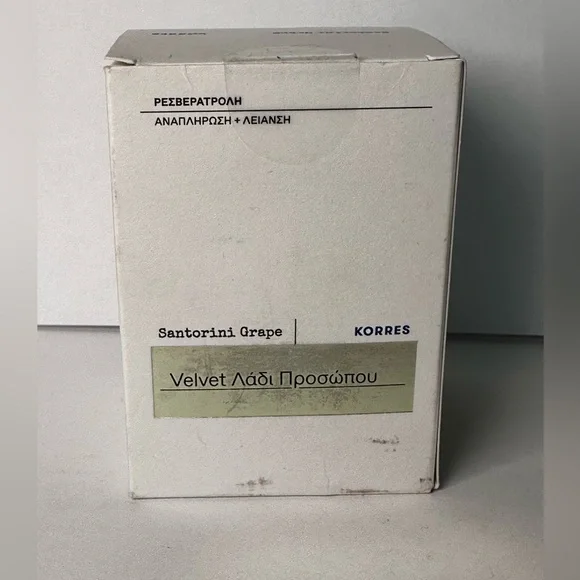 ΡΕΣΒΕΡΑΤΡΟΛΗ
ΑΝΑΠΛΗΡΩΣΗ + ΛΕΙΑΝΣΗ
Santorini Grape
KORRES
Velvet Λάδι Προσώπου